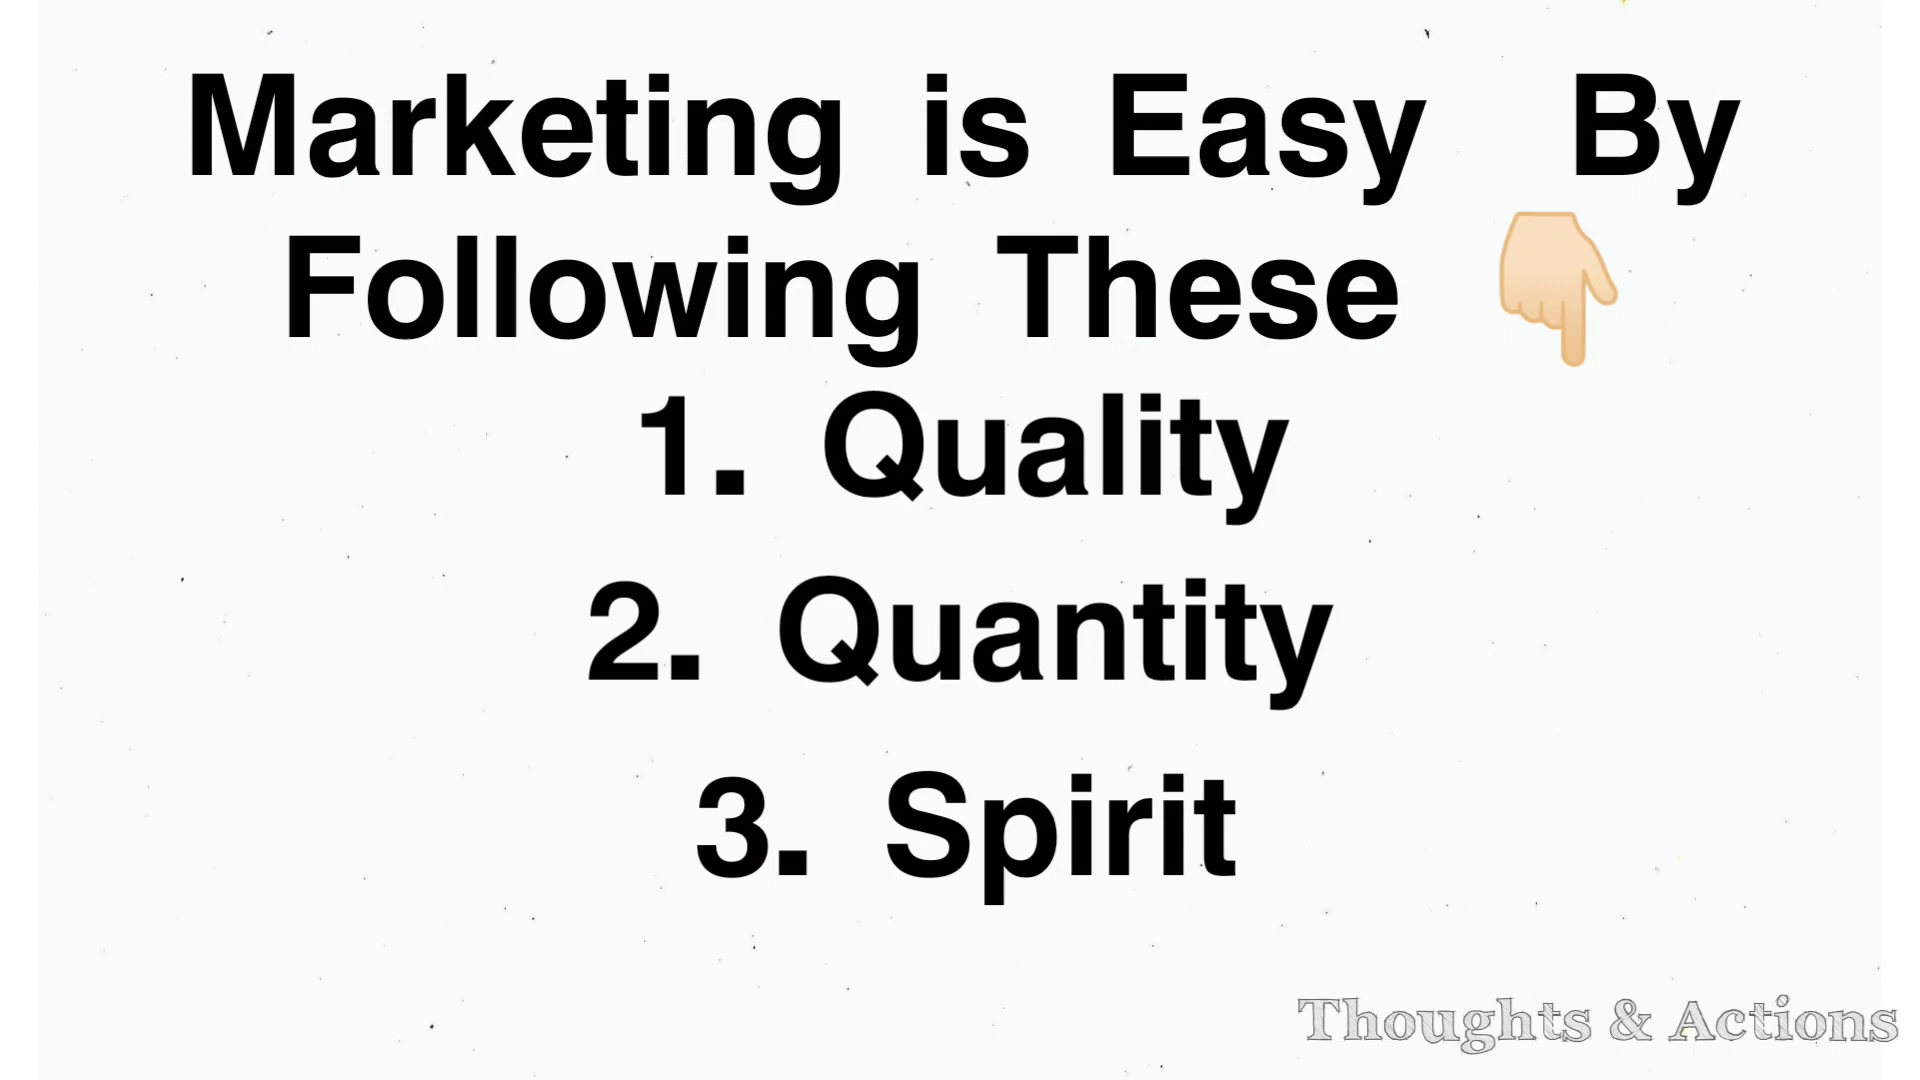 Marketing is Easy By
Following These 👇🏻
1. Quality
2. Quantity
3. Spirit
Thoughts & Actions